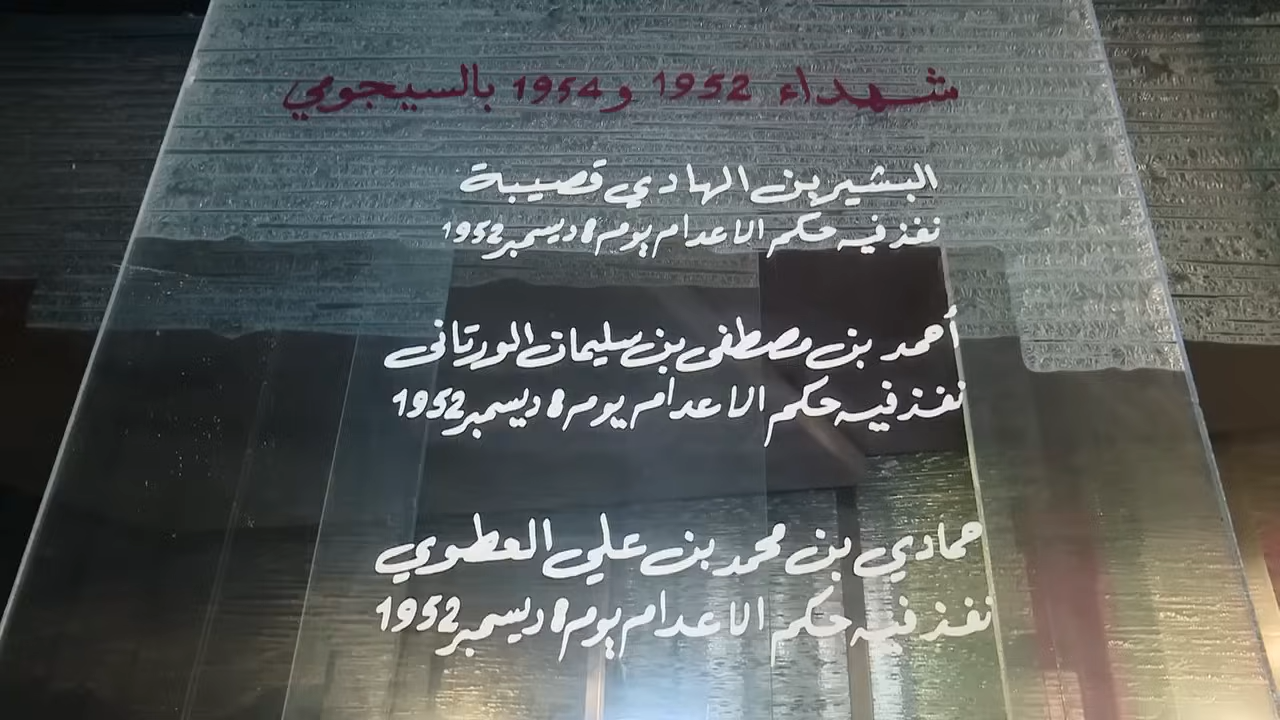 شهداء 1952 و 1954 بالسيجومي
البشير بن الهادي قصيبة
نفذ فيه حكم الاعدام يوم 8 ديسمبر 1952
أحمد بن مصطفى بن سليمان الورتانى
نفذ فيه حكم الاعدام يوم 8 ديسمبر 1952
حمادي بن محمد بن علي العطوي
نفذ فيه حكم الاعدام يوم 8 ديسمبر 1952